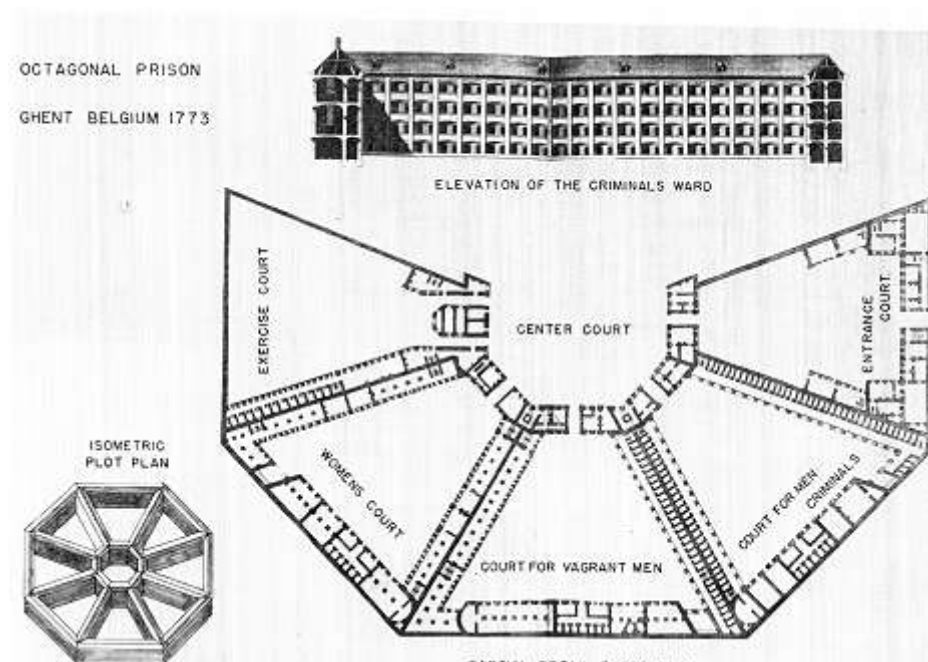 OCTAGONAL PRISON
GHENT BELGIUM 1773
ELEVATION OF THE CRIMINALS WARD
EXERCISE COURT
CENTER COURT
ENTRANCE
COURT
ISOMETRIC
PLOT PLAN
WOMENS COURT
COURT FOR VAGRANT MEN
COURT FOR MEN
CRIMINALS